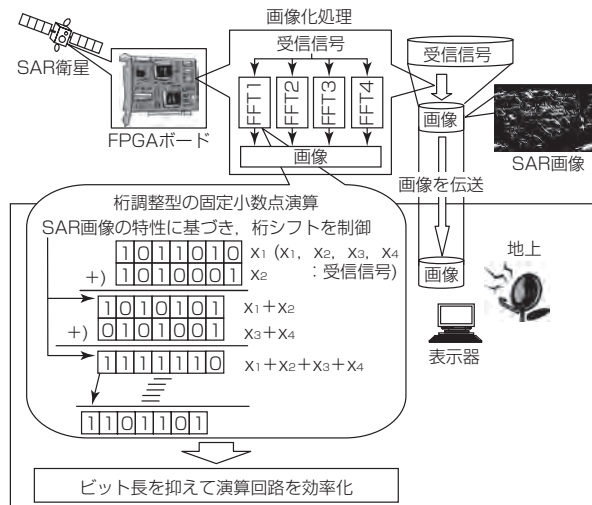 画像化処理
受信信号
FFT1 FFT2 FFT3 FFT4
画像
SAR衛星
FPGAボード
受信信号
画像
SAR画像
画像を伝送
画像
地上
表示器
桁調整型の固定小数点演算
SAR画像の特性に基づき，桁シフトを制御
1011010 x1 (x1, x2, x3, x4
+) 1010001 x2 ：受信信号)
1010101 x1+x2
+) 0101001 x3+x4
1111110 x1+x2+x3+x4
1101101
ビット長を抑えて演算回路を効率化